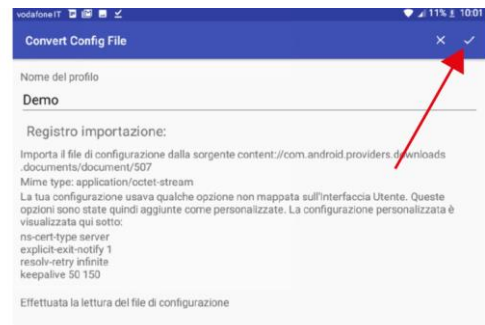 vodafone IT 11% 10:01
Convert Config File
Nome del profilo
Demo
Registro importazione:
Importa il file di configurazione dalla sorgente content://com.android.providers.downloads
.documents/document/507
Mime type: application/octet-stream
La tua configurazione usava qualche opzione non mappata sull'Interfaccia Utente. Queste
opzioni sono state quindi aggiunte come personalizzate. La configurazione personalizzata è
visualizzata qui sotto:
ns-cert-type server
explicit-exit-notify 1
resolv-retry infinite
keepalive 50 150
Effettuata la lettura del file di configurazione